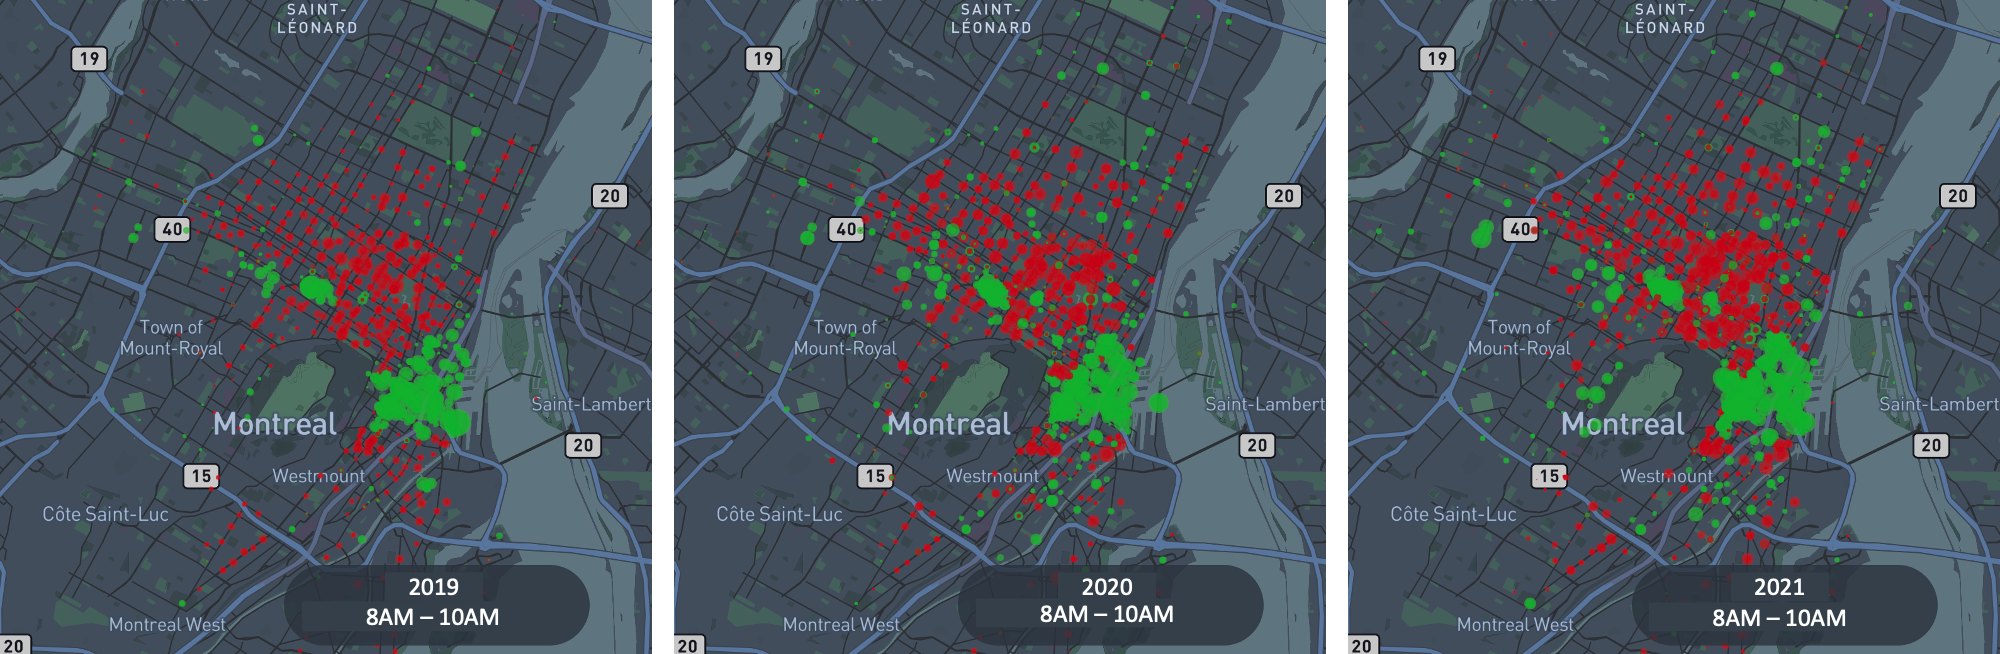 SAINT-
LÉONARD
19
20
40
Town of
Mount-Royal
Saint-Lambert
Montreal
20
15
Westmount
Côte Saint-Luc
2019
8AM – 10AM
Montreal West
20
SAINT-
LÉONARD
19
20
40
Town of
Mount-Royal
Saint-Lambert
Montreal
20
15
Westmount
Côte Saint-Luc
2020
8AM – 10AM
Montreal West
20
SAINT-
LÉONARD
19
20
40
Town of
Mount-Royal
Saint-Lambert
Montreal
20
15
Westmount
Côte Saint-Luc
2021
8AM – 10AM
Montreal West
20